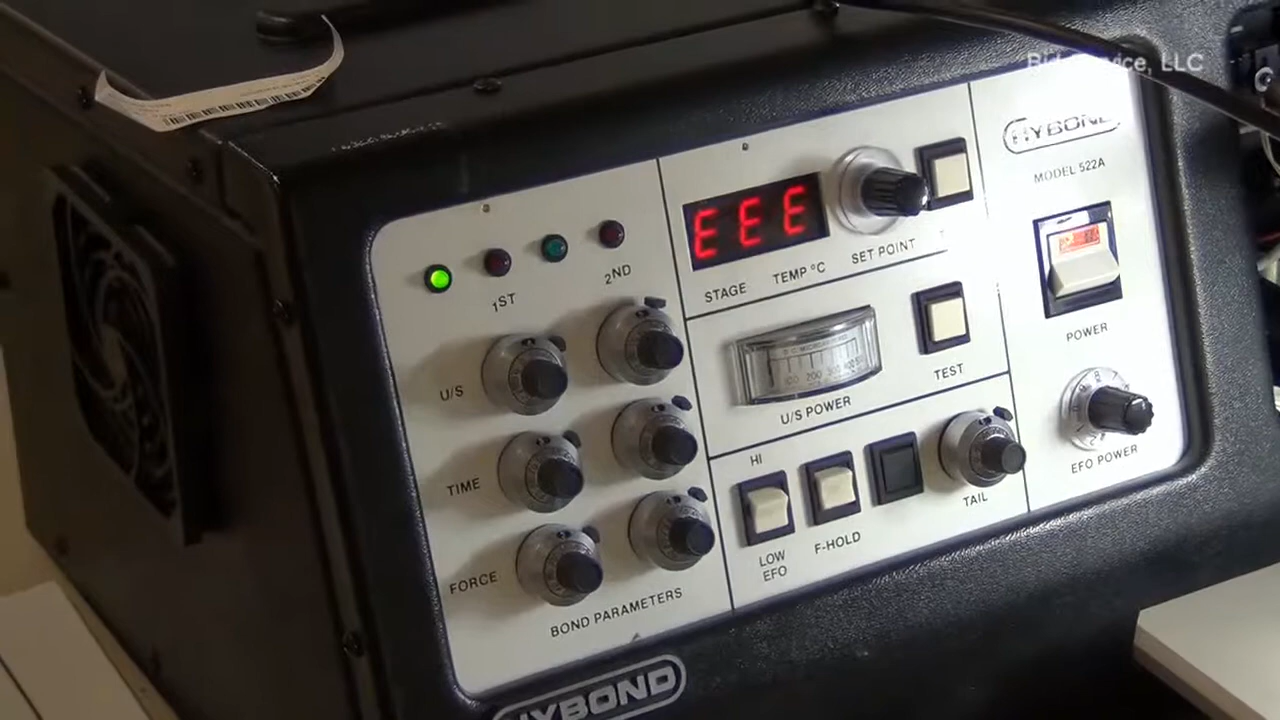 HYBOND
MODEL 522A
EEE
1ST
2ND
STAGE TEMP ºC SET POINT
POWER
U/S
TEST
U/S POWER
EFO POWER
TIME
HI
TAIL
LOW
EFO
F-HOLD
FORCE
BOND PARAMETERS
HYBOND